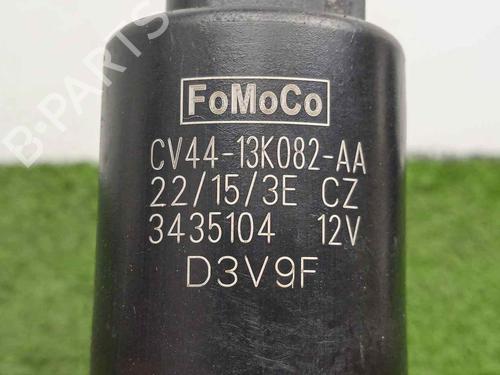 FoMoCo
CV44-13K082-AA
22/15/3E CZ
3435104 12V
D3V9F
B-PARTS